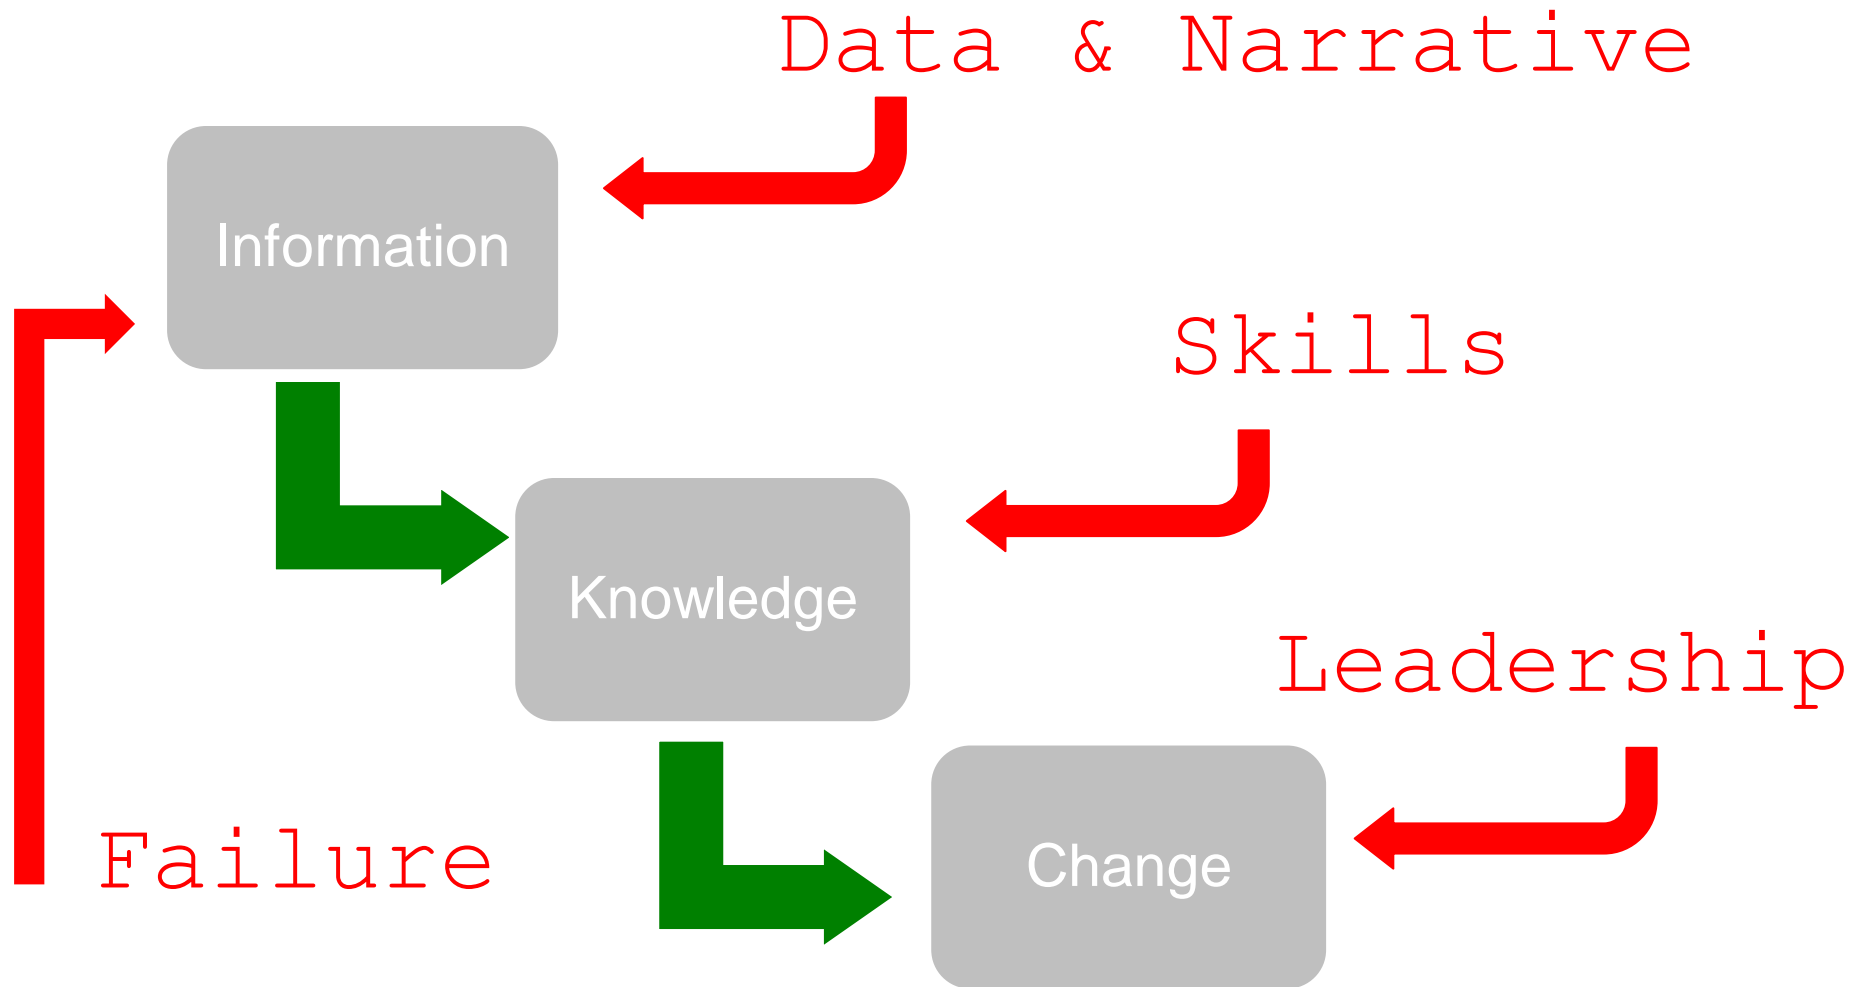 Data & Narrative
Information
Skills
Knowledge
Leadership
Failure
Change